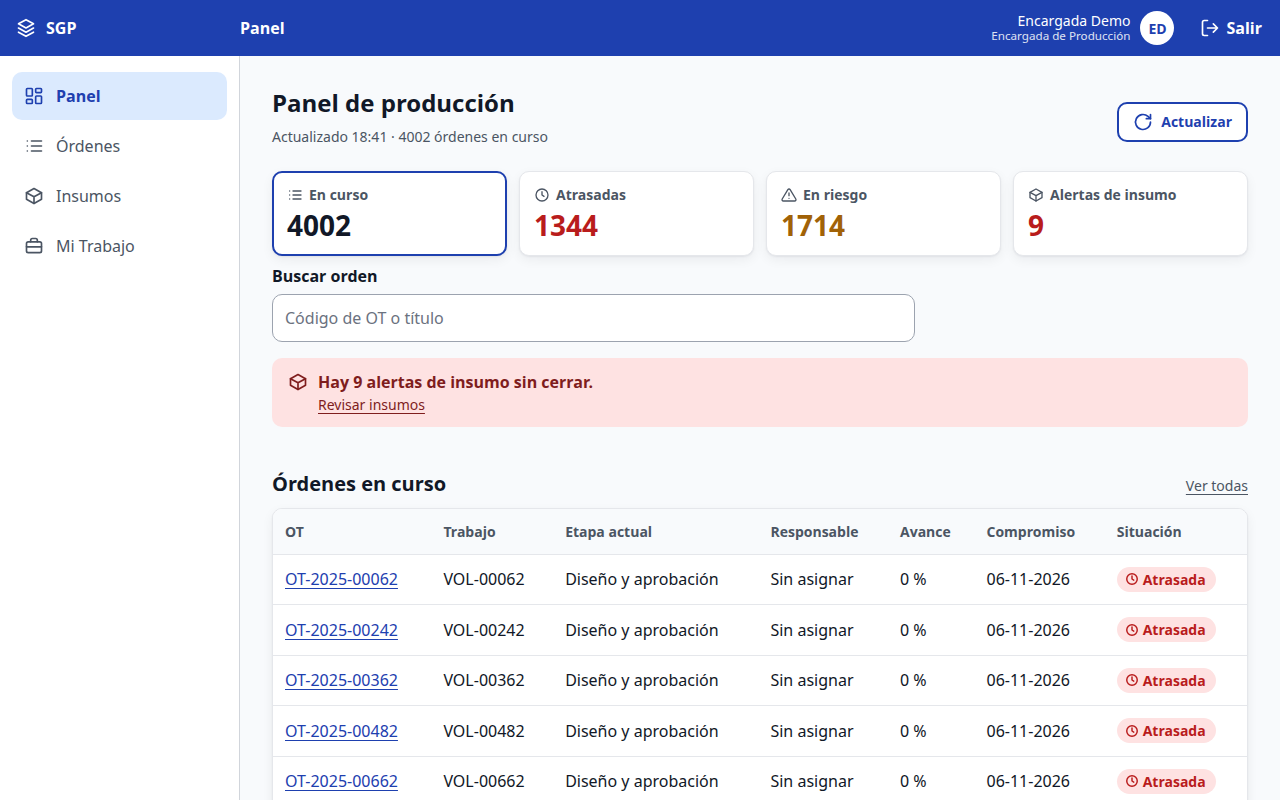 SGP
Panel
Encargada Demo
Encargada de Producción
ED
Salir
Panel
Órdenes
Insumos
Mi Trabajo
Panel de producción
Actualizado 18:41 · 4002 órdenes en curso
Actualizar
En curso
4002
Atrasadas
1344
En riesgo
1714
Alertas de insumo
9
Buscar orden
Código de OT o título
Hay 9 alertas de insumo sin cerrar.
Revisar insumos
Órdenes en curso
Ver todas
OT Trabajo Etapa actual Responsable Avance Compromiso Situación
OT-2025-00062 VOL-00062 Diseño y aprobación Sin asignar 0 % 06-11-2026 Atrasada
OT-2025-00242 VOL-00242 Diseño y aprobación Sin asignar 0 % 06-11-2026 Atrasada
OT-2025-00362 VOL-00362 Diseño y aprobación Sin asignar 0 % 06-11-2026 Atrasada
OT-2025-00482 VOL-00482 Diseño y aprobación Sin asignar 0 % 06-11-2026 Atrasada
OT-2025-00662 VOL-00662 Diseño y aprobación Sin asignar 0 % 06-11-2026 Atrasada